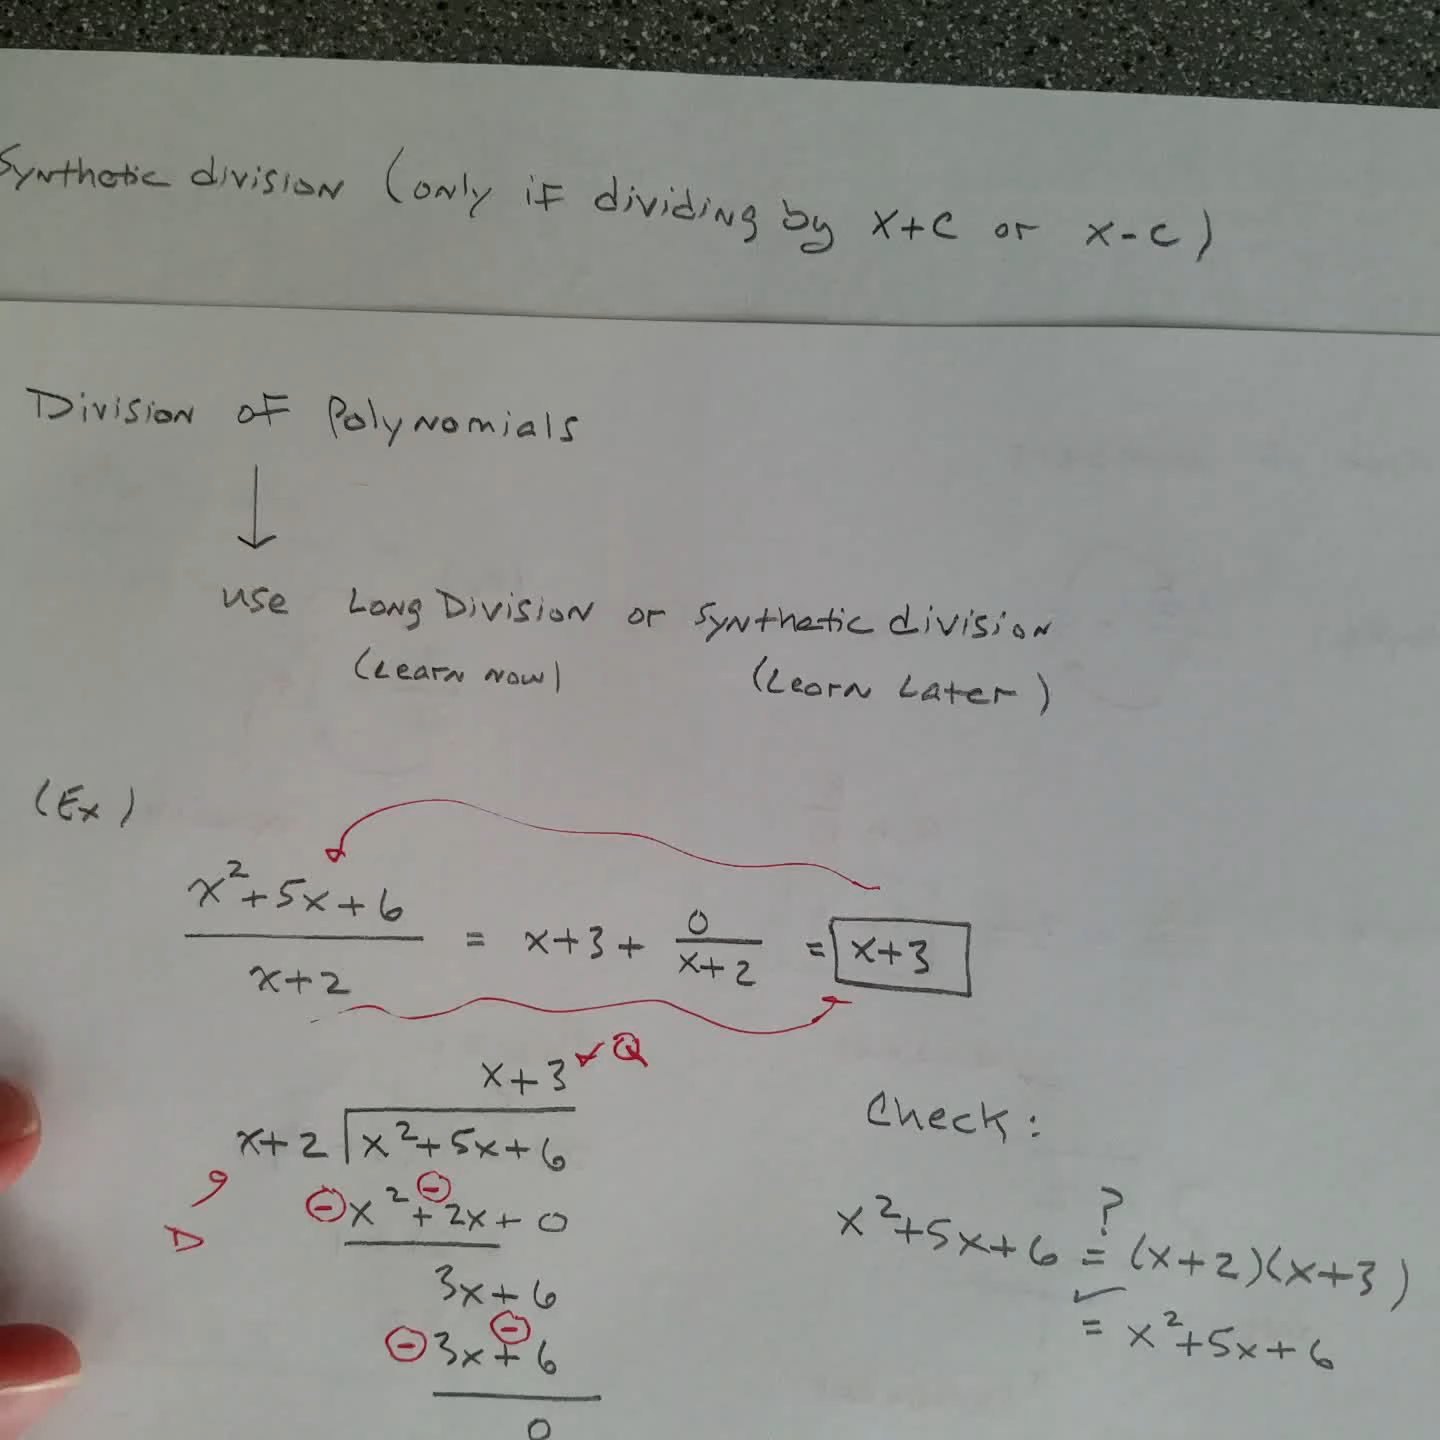 Synthetic division (only if dividing by x+c or x-c)
Division of Polynomials
↓
use Long Division or synthetic division
(Learn now) (Learn Later)
(Ex)
x²+5x+6 / x+2 = x+3 + 0 / x+2 = x+3
x+3 Q
x+2 x²+5x+6
D
⊖x² ⊖ +2x+0
3x+6
⊖3x ⊖ +6
0
Check:
x²+5x+6 =? (x+2)(x+3)
✓
= x²+5x+6